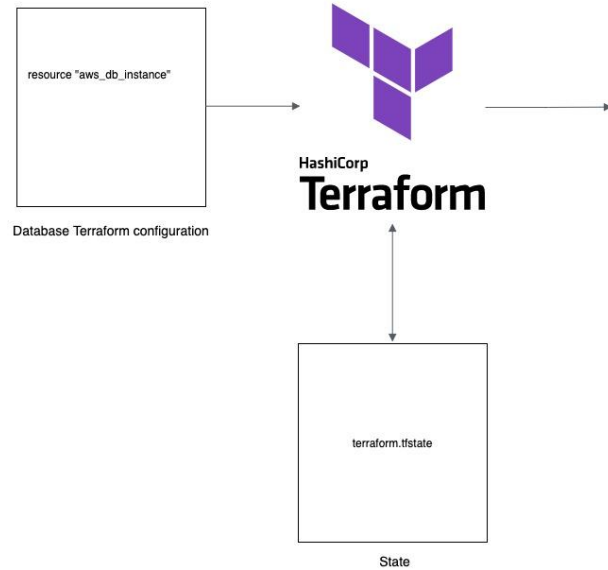 resource "aws_db_instance"
HashiCorp
Terraform
Database Terraform configuration
terraform.tfstate
State